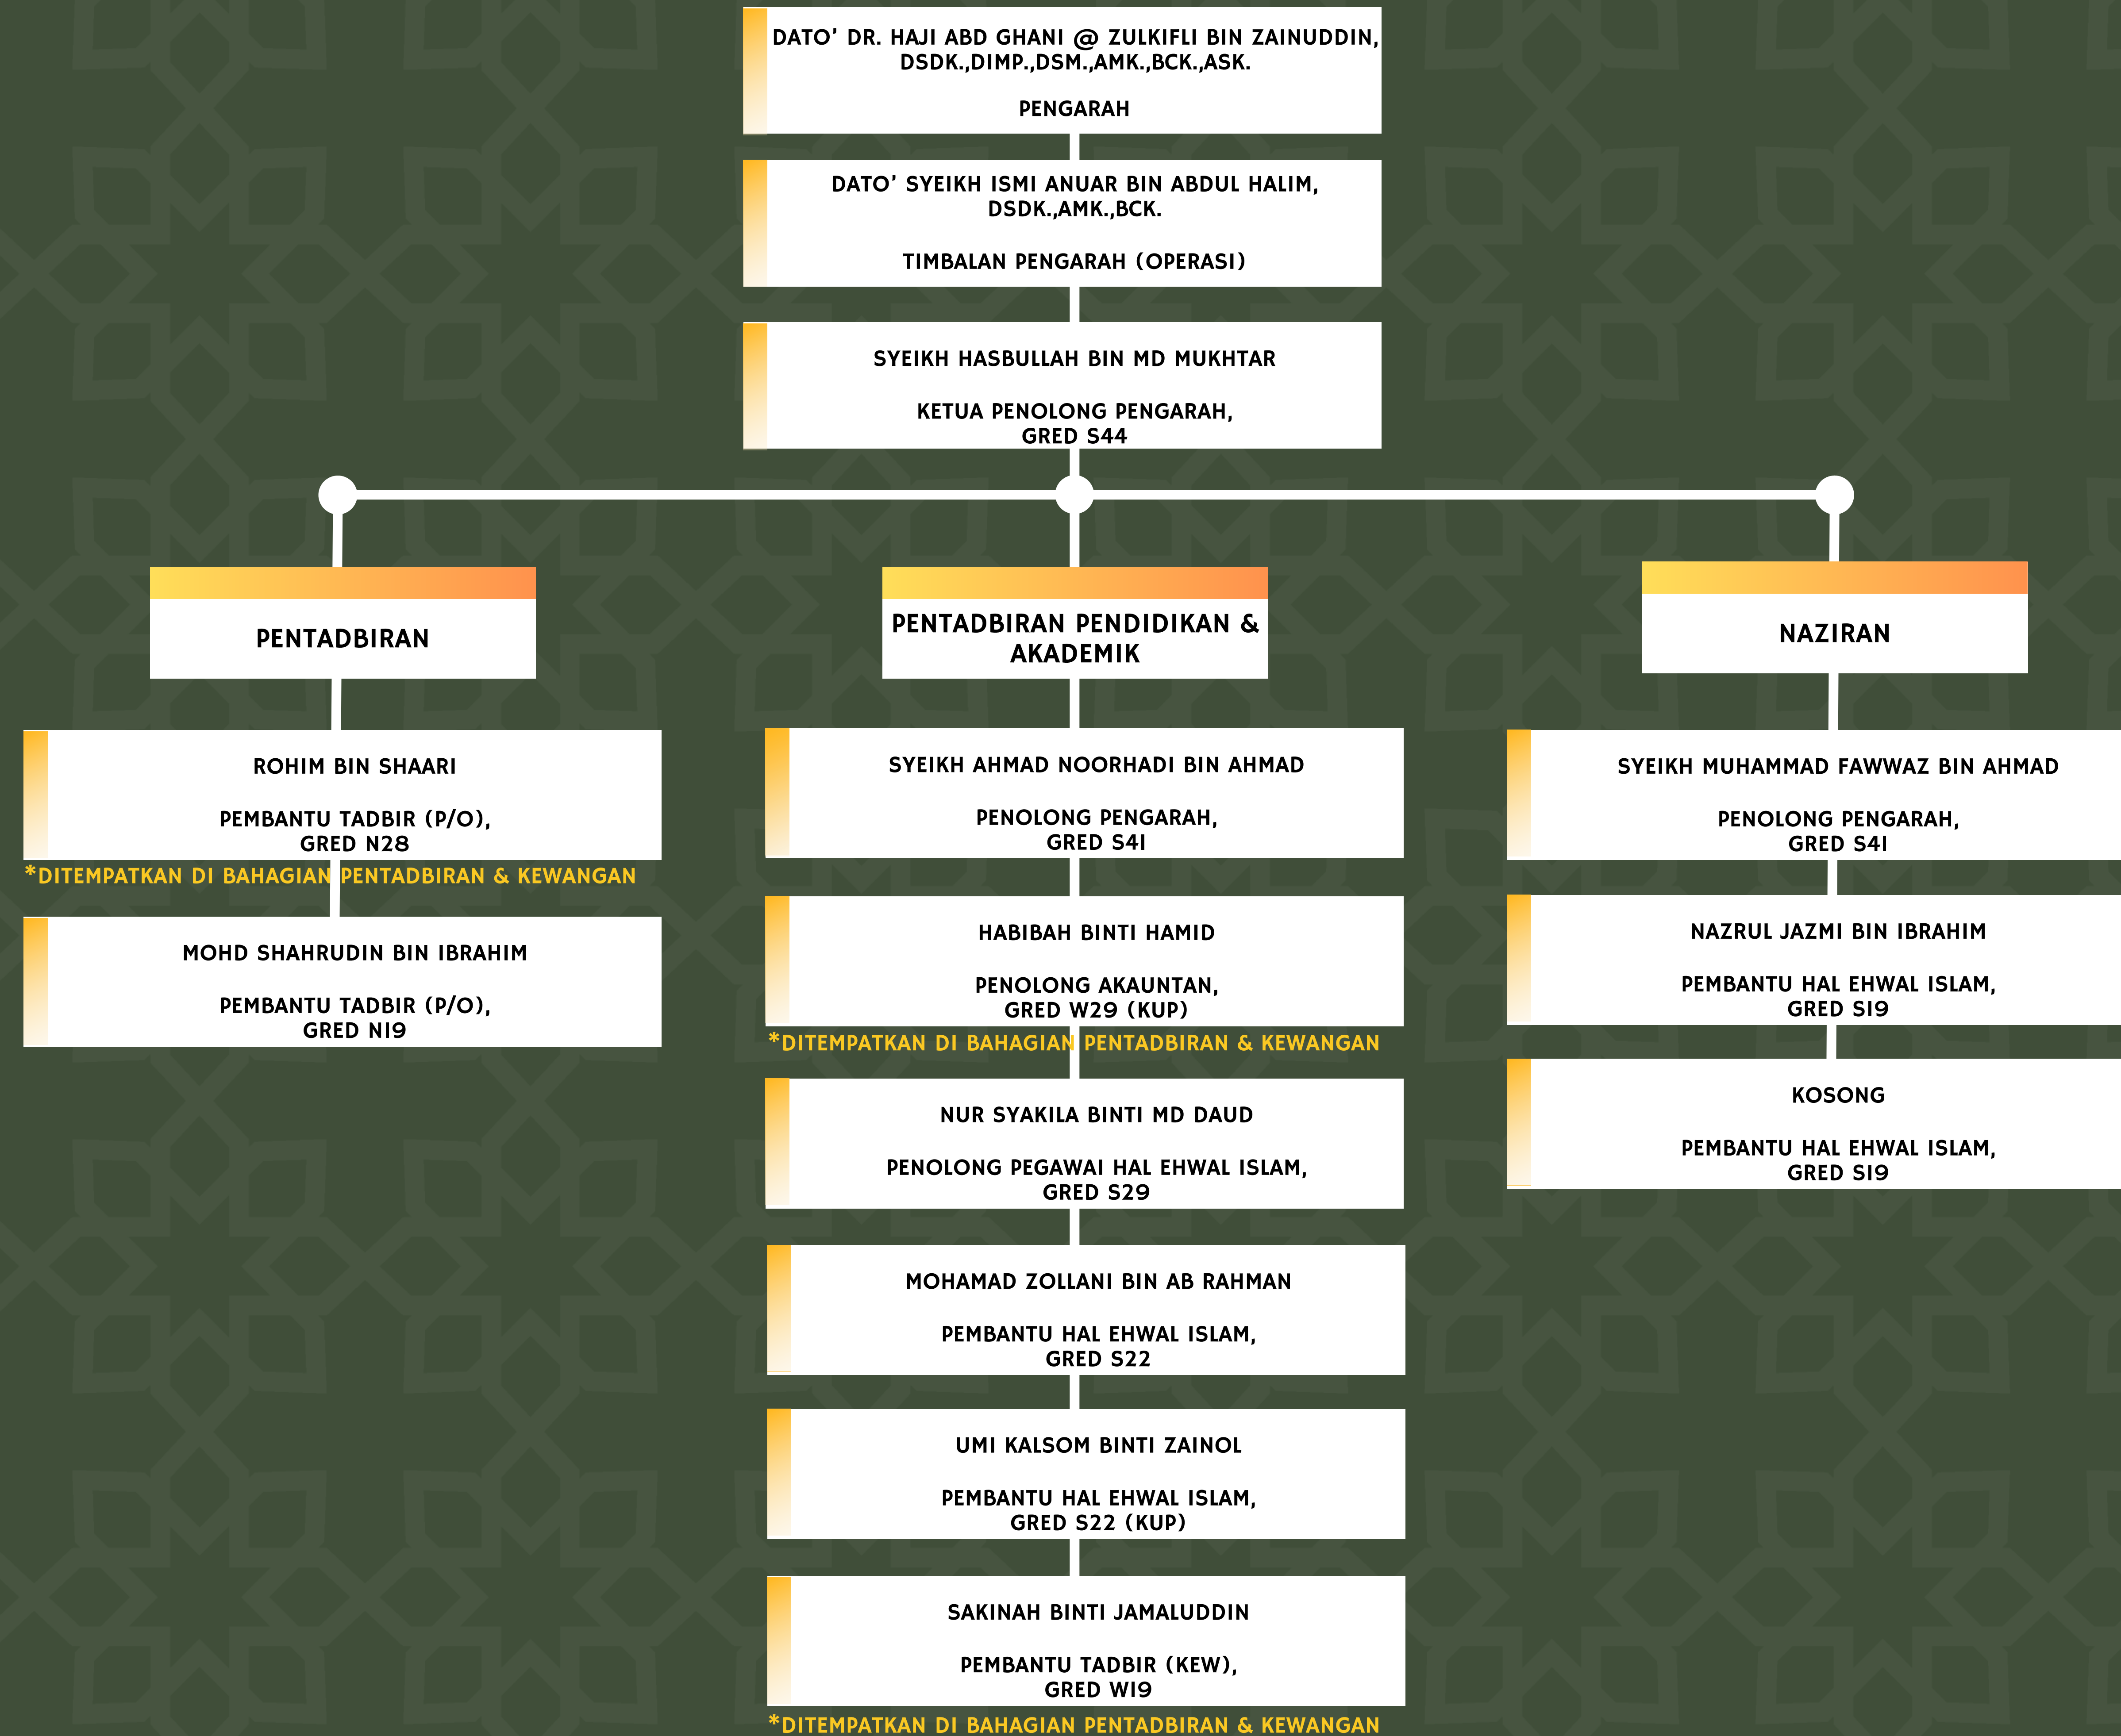 DATO' DR. HAJI ABD GHANI @ ZULKIFLI BIN ZAINUDDIN,
DSDK.,DIMP.,DSM.,AMK.,BCK.,ASK.
PENGARAH
DATO' SYEIKH ISMI ANUAR BIN ABDUL HALIM,
DSDK.,AMK.,BCK.
TIMBALAN PENGARAH (OPERASI)
SYEIKH HASBULLAH BIN MD MUKHTAR
KETUA PENOLONG PENGARAH,
GRED S44
PENTADBIRAN
ROHIM BIN SHAARI
PEMBANTU TADBIR (P/O),
GRED N28
*DITEMPATKAN DI BAHAGIAN PENTADBIRAN & KEWANGAN
MOHD SHAHRUDIN BIN IBRAHIM
PEMBANTU TADBIR (P/O),
GRED N19
PENTADBIRAN PENDIDIKAN &
AKADEMIK
SYEIKH AHMAD NOORHADI BIN AHMAD
PENOLONG PENGARAH,
GRED S41
HABIBAH BINTI HAMID
PENOLONG AKAUNTAN,
GRED W29 (KUP)
*DITEMPATKAN DI BAHAGIAN PENTADBIRAN & KEWANGAN
NUR SYAKILA BINTI MD DAUD
PENOLONG PEGAWAI HAL EHWAL ISLAM,
GRED S29
MOHAMAD ZOLLANI BIN AB RAHMAN
PEMBANTU HAL EHWAL ISLAM,
GRED S22
UMI KALSOM BINTI ZAINOL
PEMBANTU HAL EHWAL ISLAM,
GRED S22 (KUP)
SAKINAH BINTI JAMALUDDIN
PEMBANTU TADBIR (KEW),
GRED W19
*DITEMPATKAN DI BAHAGIAN PENTADBIRAN & KEWANGAN
NAZIRAN
SYEIKH MUHAMMAD FAWWAZ BIN AHMAD
PENOLONG PENGARAH,
GRED S41
NAZRUL JAZMI BIN IBRAHIM
PEMBANTU HAL EHWAL ISLAM,
GRED S19
KOSONG
PEMBANTU HAL EHWAL ISLAM,
GRED S19